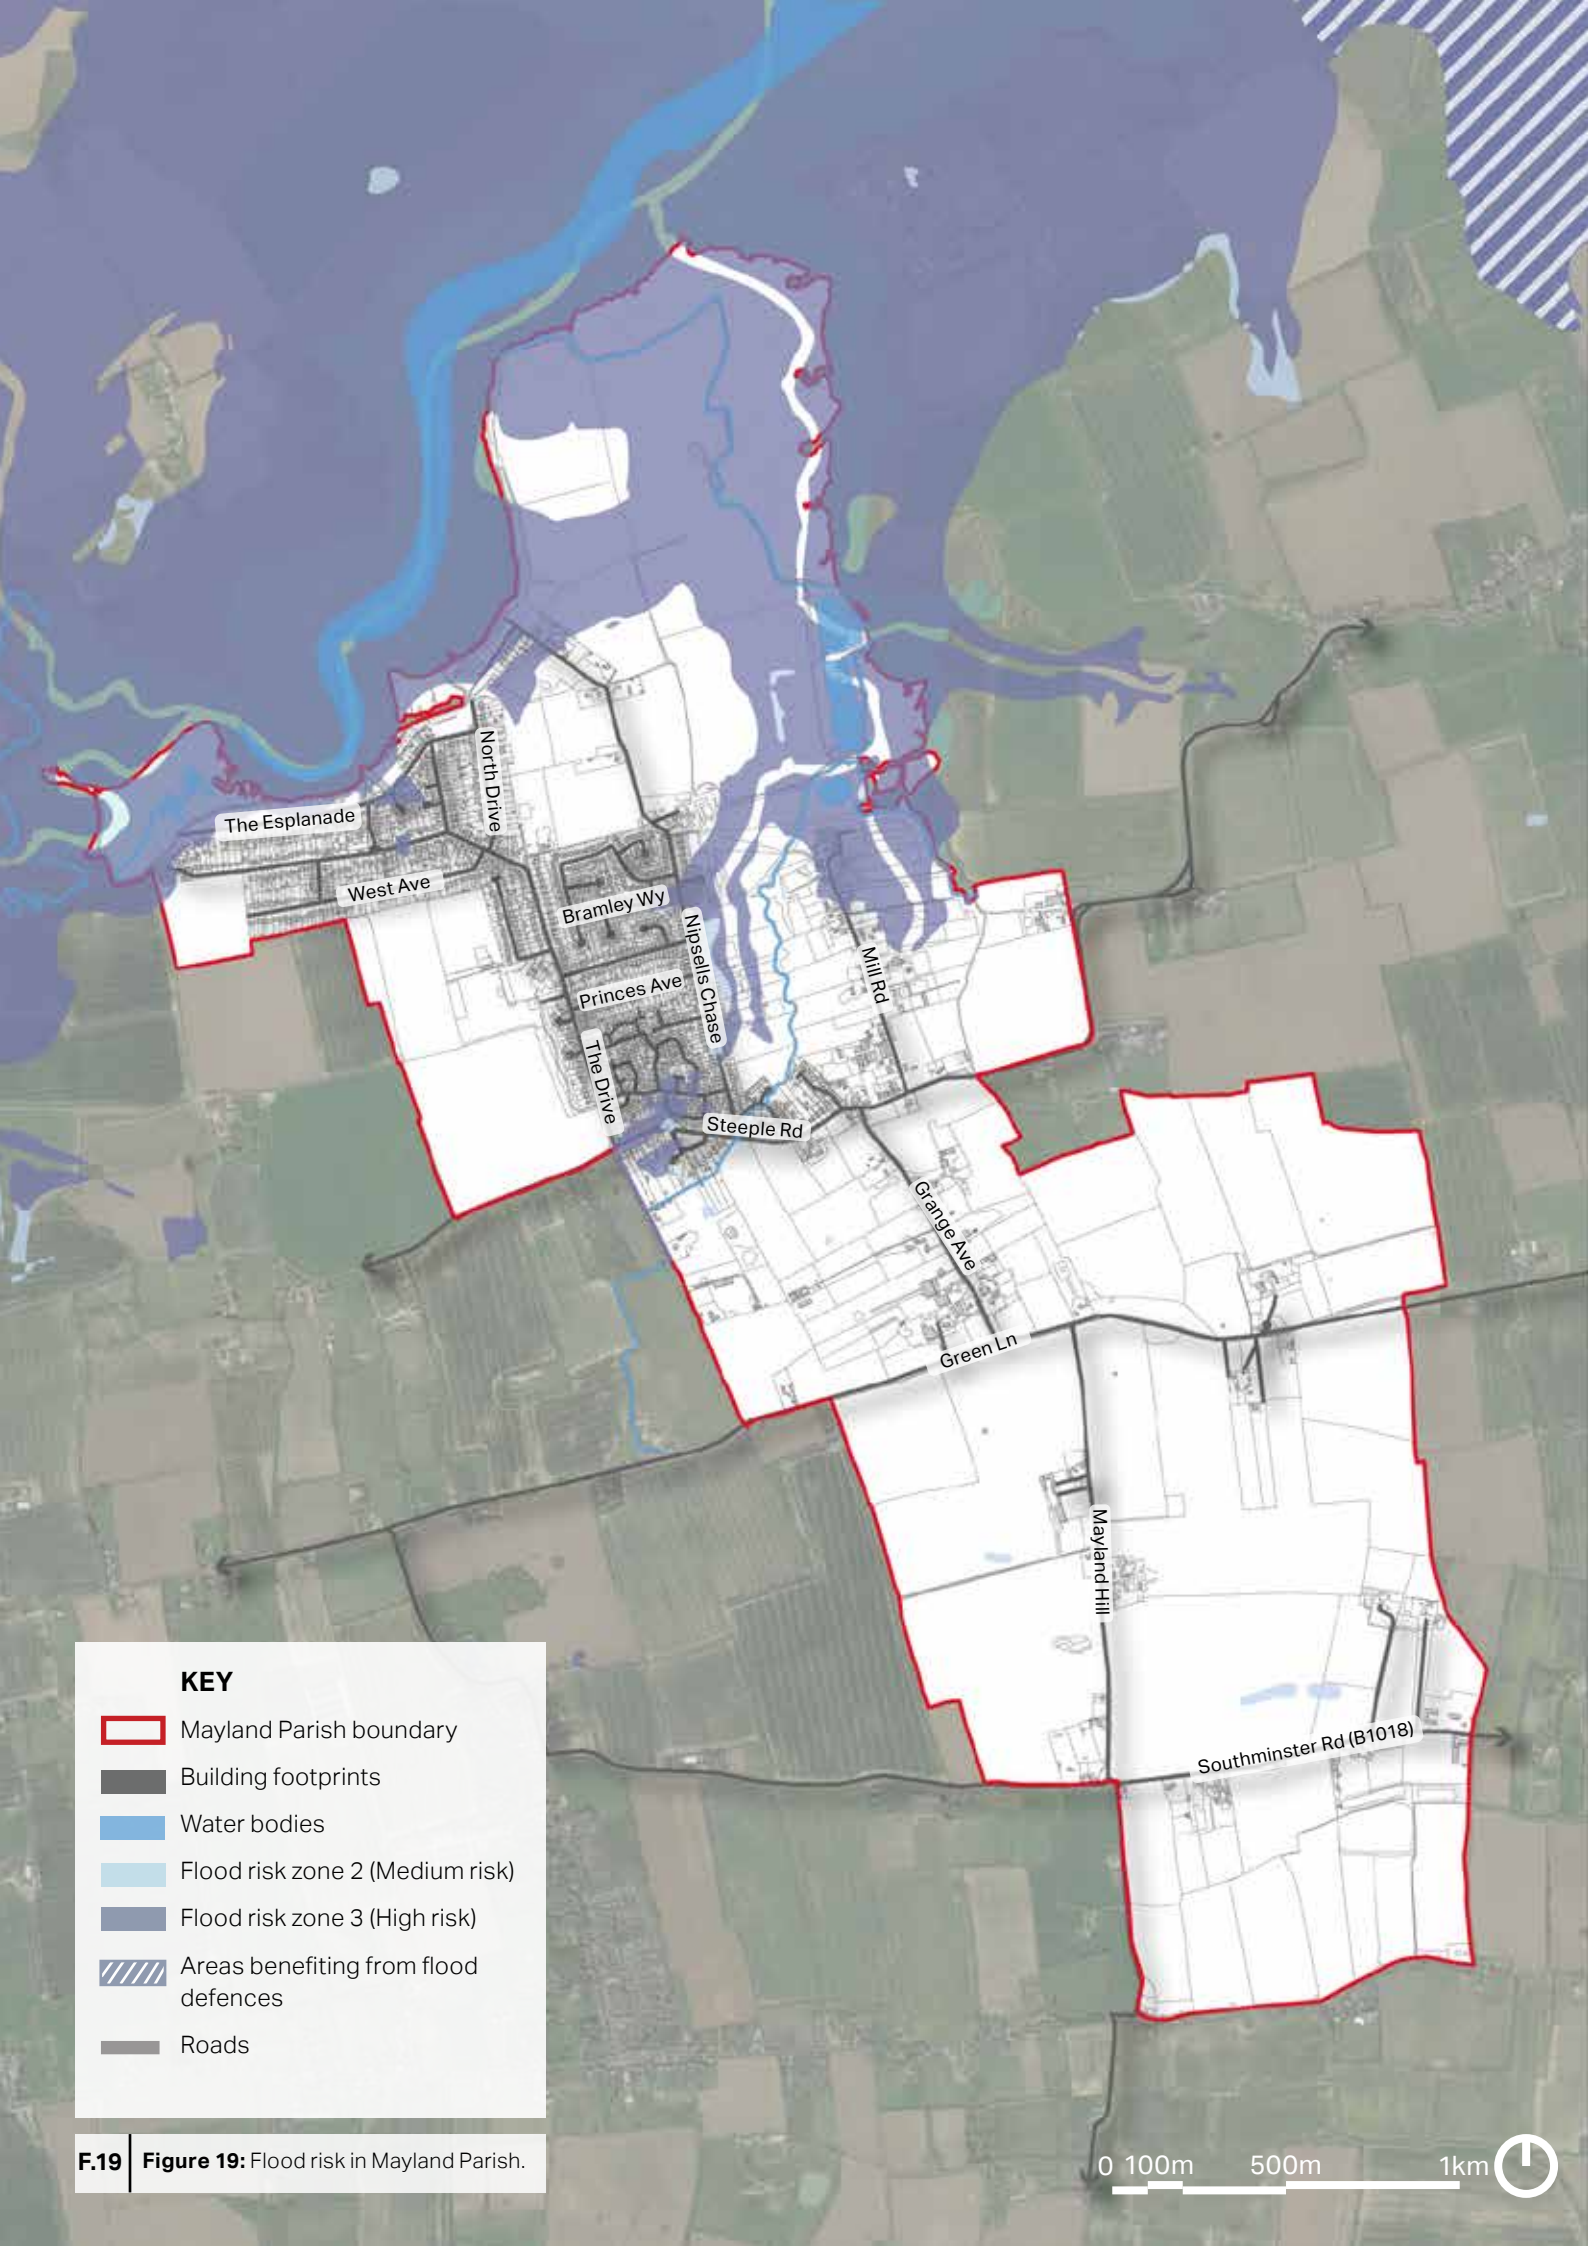 North Drive
The Esplanade
West Ave
Bramley Wy
Nipsells Chase
Mill Rd
Princes Ave
The Drive
Steeple Rd
Grange Ave
Green Ln
Mayland Hill
Southminster Rd (B1018)
KEY
Mayland Parish boundary
Building footprints
Water bodies
Flood risk zone 2 (Medium risk)
Flood risk zone 3 (High risk)
Areas benefiting from flood
defences
Roads
F.19 Figure 19: Flood risk in Mayland Parish.
0 100m 500m 1km